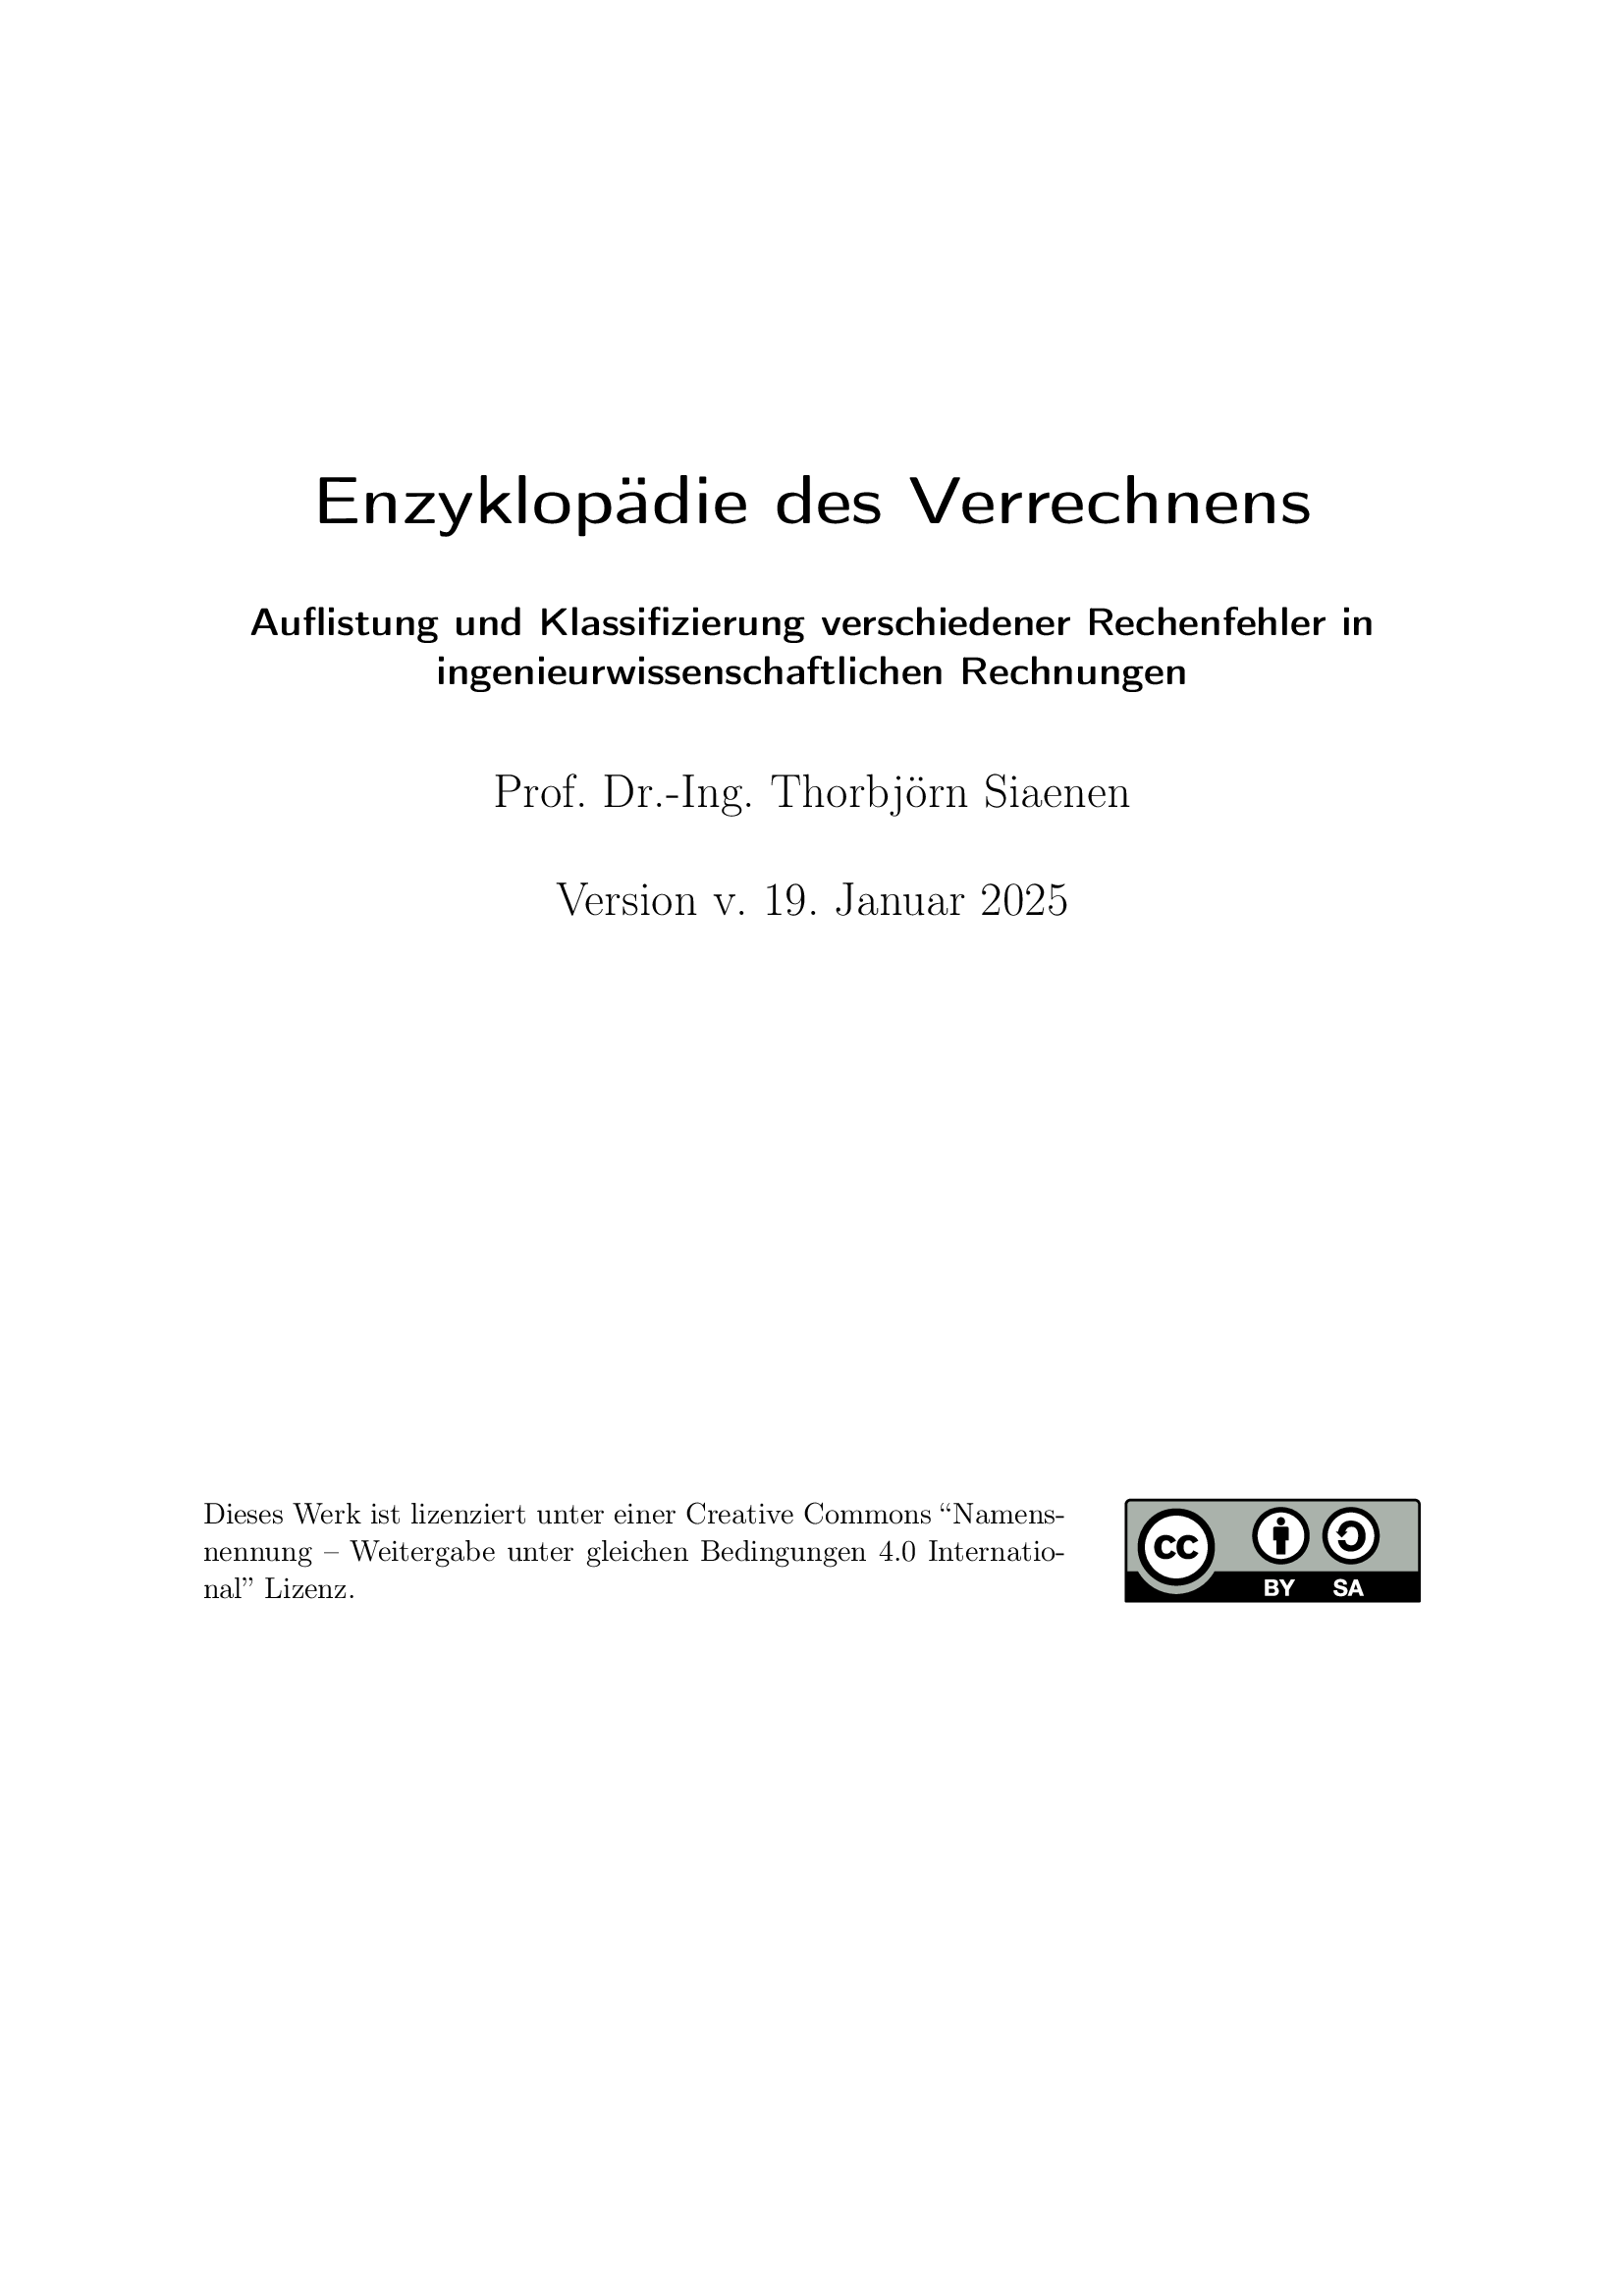 Enzyklopädie des Verrechnens
Auflistung und Klassifizierung verschiedener Rechenfehler in
ingenieurwissenschaftlichen Rechnungen
Prof. Dr.-Ing. Thorbjörn Siaenen
Version v. 19. Januar 2025
Dieses Werk ist lizenziert unter einer Creative Commons “Namens-
nennung – Weitergabe unter gleichen Bedingungen 4.0 Internatio-
nal” Lizenz.
cc
BY SA